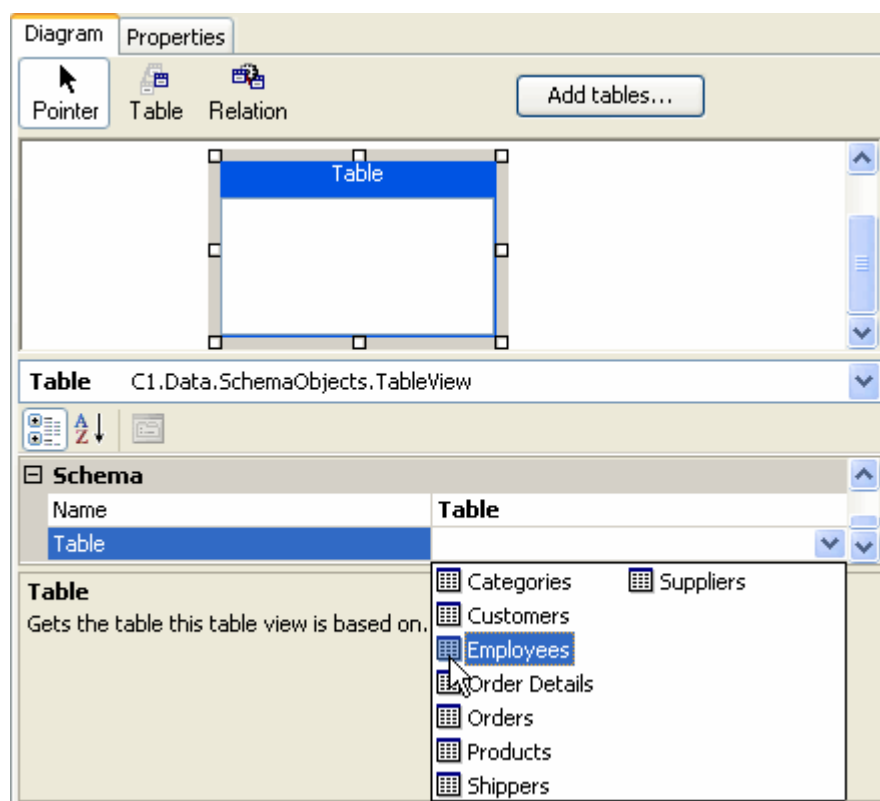 Diagram Properties
Pointer Table Relation Add tables...
Table
Table C1.Data.SchemaObjects.TableView
A
Z
Schema
Name Table
Table
Table
Gets the table this table view is based on.
Categories Suppliers
Customers
Employees
Order Details
Orders
Products
Shippers